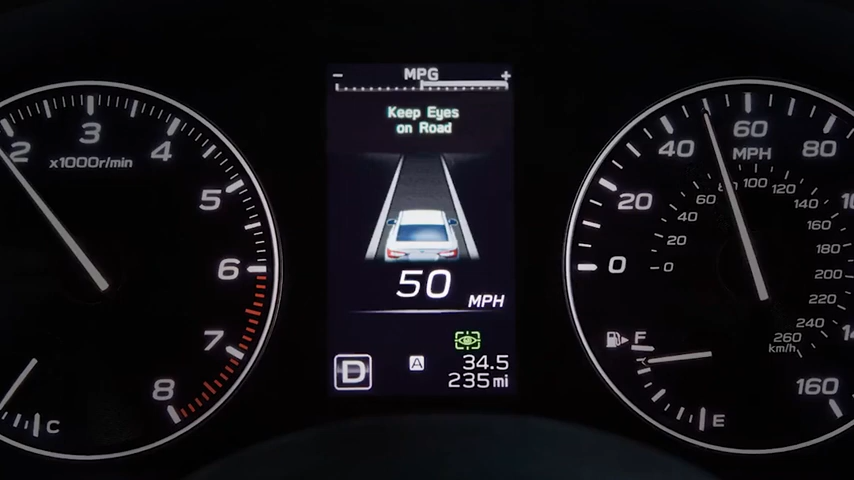 2
3
4
x1000r/min
5
6
7
8
C
- MPG +
Keep Eyes
on Road
50 MPH
D
A
34.5
235 mi
0
20
40
60
80
MPH
160
0
20
40
60
100
120
140
160
180
200
220
240
260
km/h
F
E